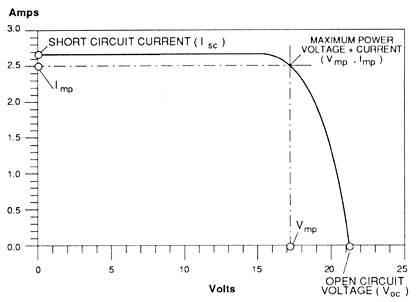 Amps
3.0
SHORT CIRCUIT CURRENT ( I sc )
MAXIMUM POWER
VOLTAGE + CURRENT
( V mp , I mp )
2.5
I mp
2.0
1.5
1.0
0.5
V mp
0.0
0
5
10
15
20
25
Volts
OPEN CIRCUIT
VOLTAGE ( V oc )